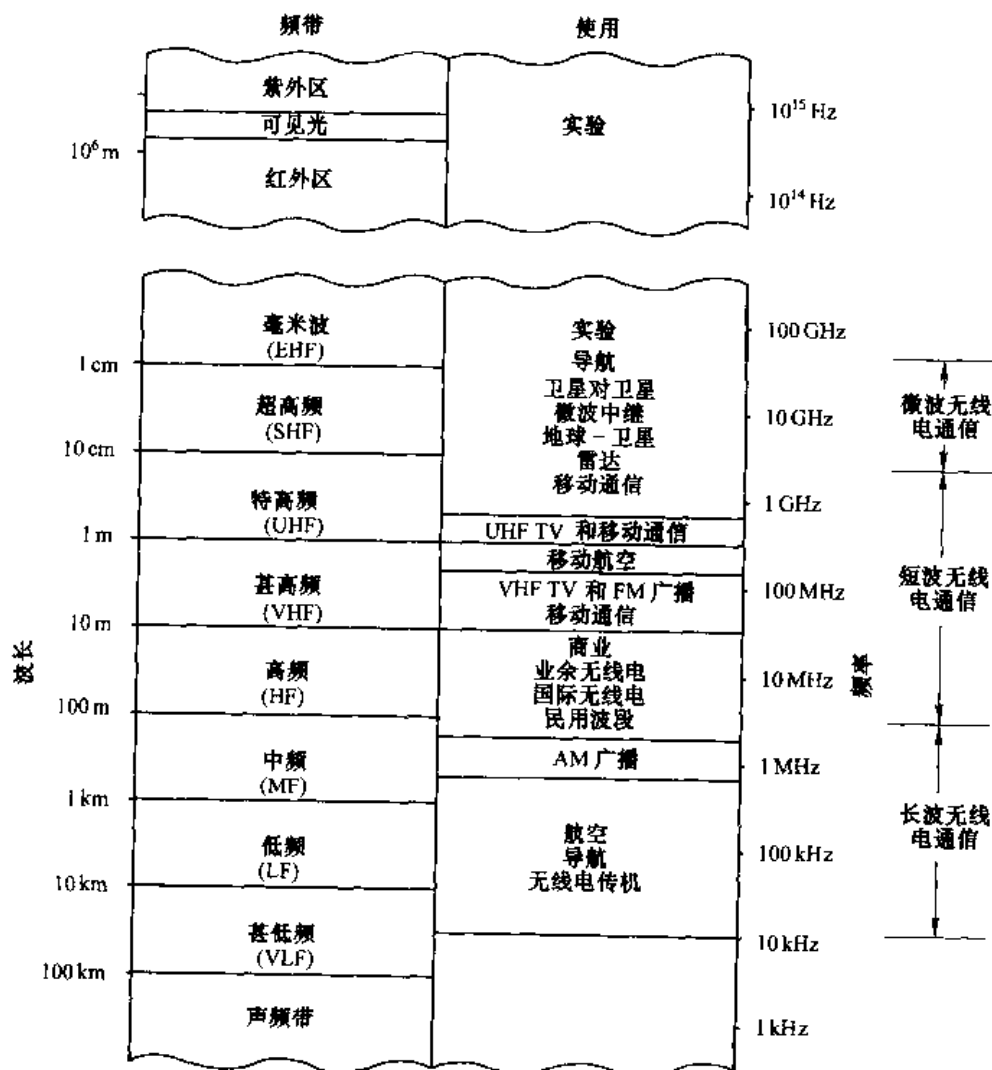 频带
使用
紫外区
可见光
10⁶ m
红外区
实验
10¹⁵ Hz
10¹⁴ Hz
毫米波
(EHF)
1 cm
超高频
(SHF)
10 cm
特高频
(UHF)
1 m
甚高频
(VHF)
10 m
高频
(HF)
100 m
中频
(MF)
1 km
低频
(LF)
10 km
甚低频
(VLF)
100 km
声频带
波长
实验
导航
卫星对卫星
微波中继
地球－卫星
雷达
移动通信
UHF TV 和移动通信
移动航空
VHF TV 和 FM 广播
移动通信
商业
业余无线电
国际无线电
民用波段
AM 广播
航空
导航
无线电传机
100 GHz
10 GHz
1 GHz
100 MHz
10 MHz
1 MHz
100 kHz
10 kHz
1 kHz
频率
微波无线
电通信
短波无线
电通信
长波无线
电通信